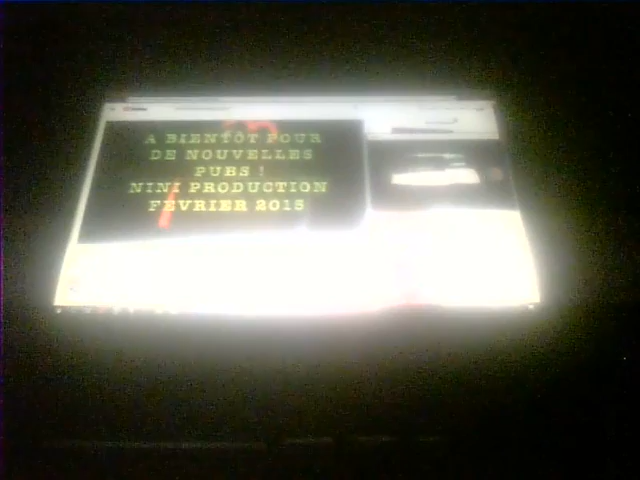 A BIENTÔT POUR
DE NOUVELLES
PUBS !
NINI PRODUCTION
FEVRIER 2015